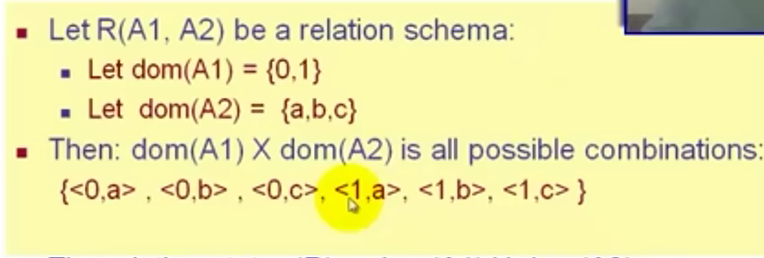 Let R(A1, A2) be a relation schema:
Let dom(A1) = {0,1}
Let dom(A2) = {a,b,c}
Then: dom(A1) X dom(A2) is all possible combinations:
{<0,a> , <0,b> , <0,c>, <1,a>, <1,b>, <1,c> }